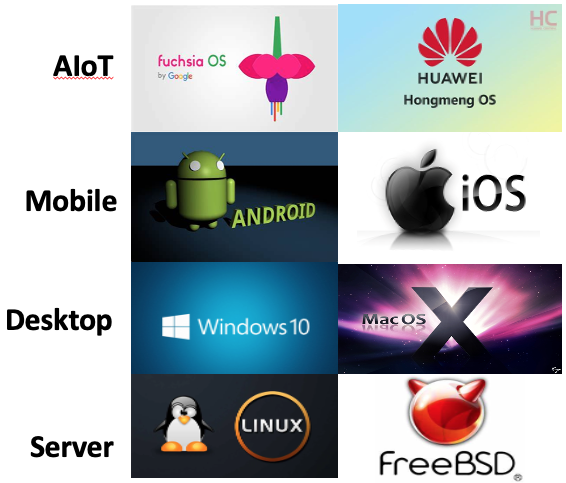 AIoT
fuchsia OS
by Google
HC
HUAWEI
Hongmeng OS
Mobile
ANDROID
iOS
Desktop
Windows 10
Mac OS X
Server
LINUX
FreeBSD